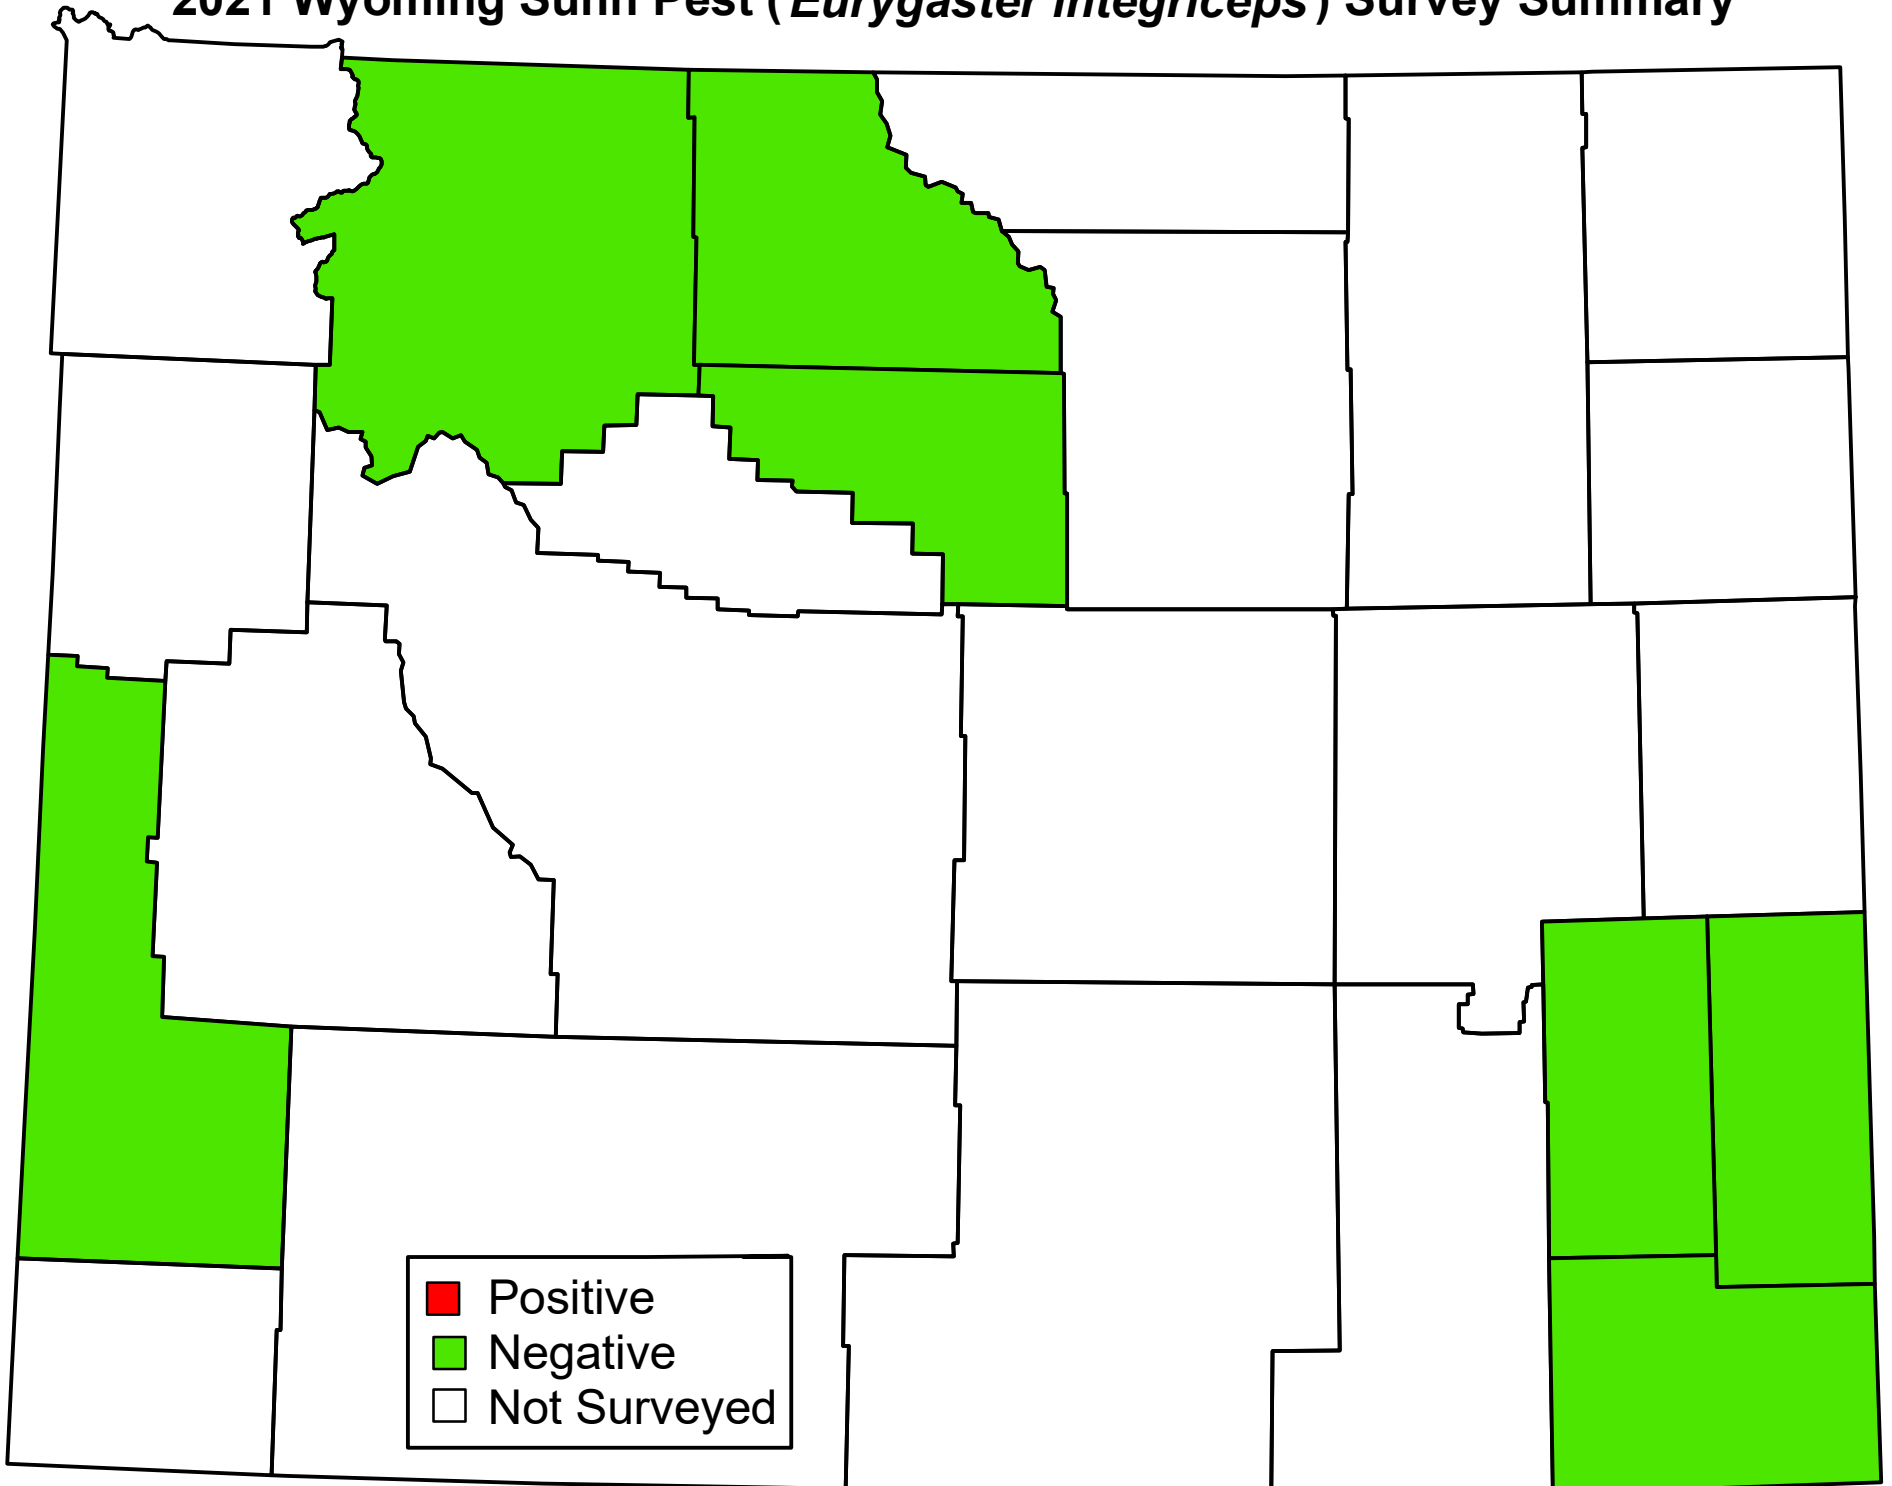 2021 Wyoming Sunn Pest (Eurygaster integriceps) Survey Summary
Positive
Negative
Not Surveyed